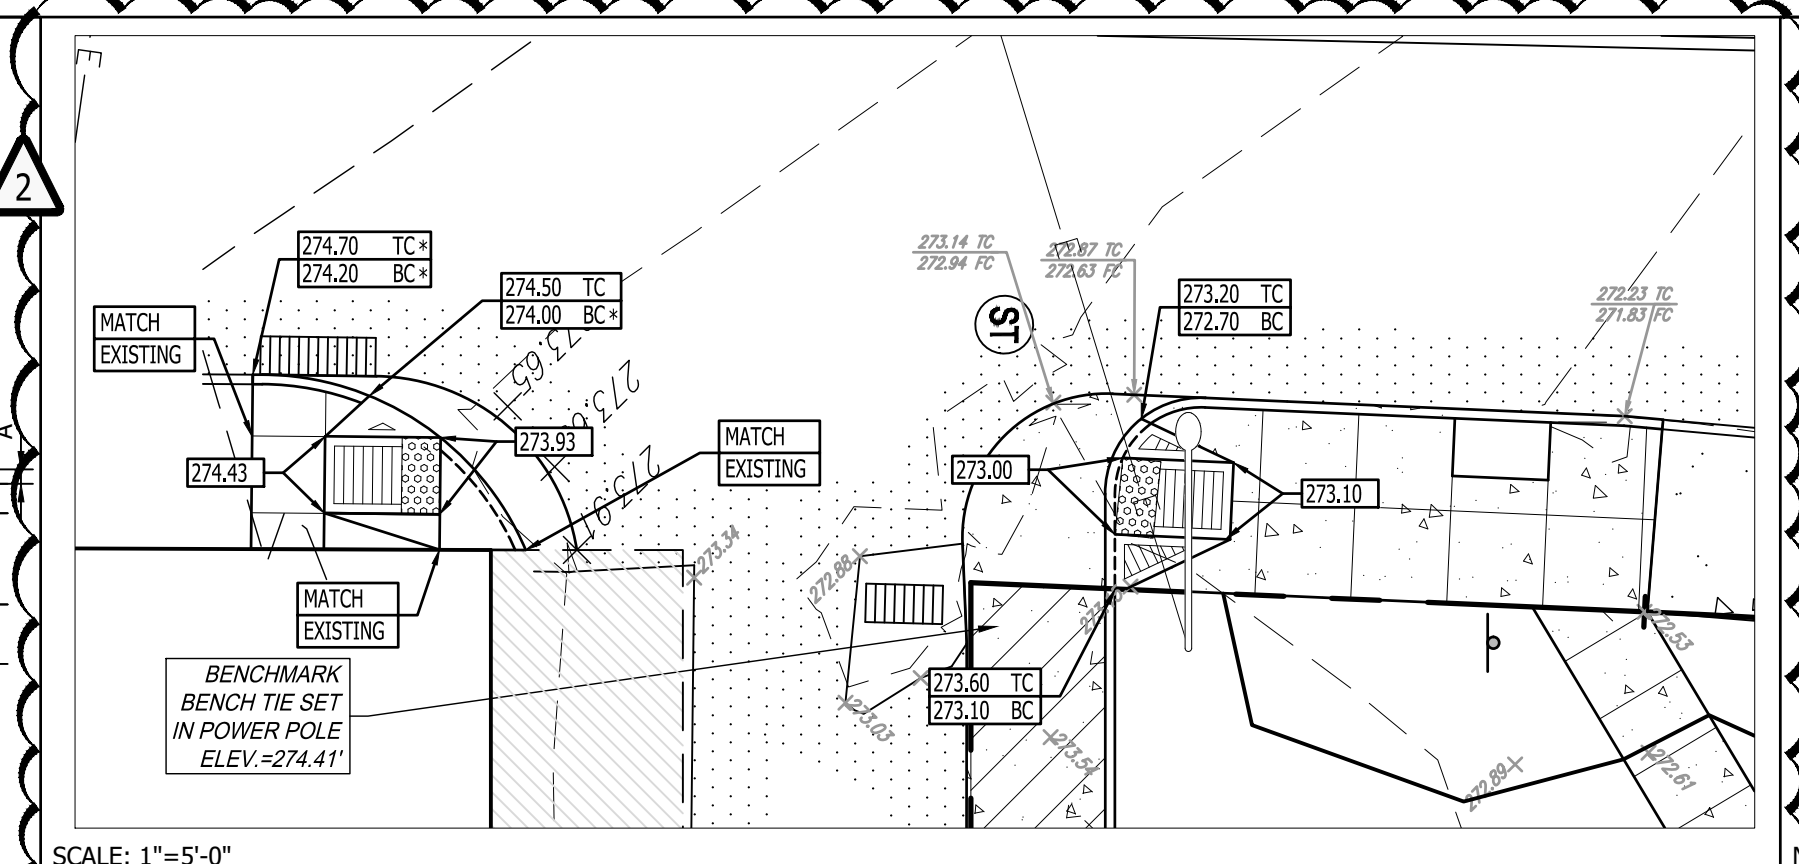 2
E
274.70 TC*
274.20 BC*
274.50 TC
274.00 BC*
MATCH
EXISTING
273.14 TC
272.94 FC
272.87 TC
272.63 FC
ST
273.20 TC
272.70 BC
272.23 TC
271.83 FC
A
274.43
273.93
273.91
MATCH
EXISTING
273.00
273.10
273.34
272.88
MATCH
EXISTING
BENCHMARK
BENCH TIE SET
IN POWER POLE
ELEV.=274.41'
273.60 TC
273.10 BC
273.03
273.54
272.53
272.61
272.89
SCALE: 1"=5'-0"